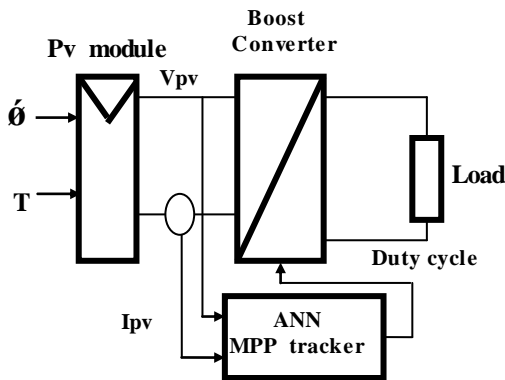 Boost
Converter
Pv module
Vpv
ǿ
T
Load
Duty cycle
Ipv
ANN
MPP tracker